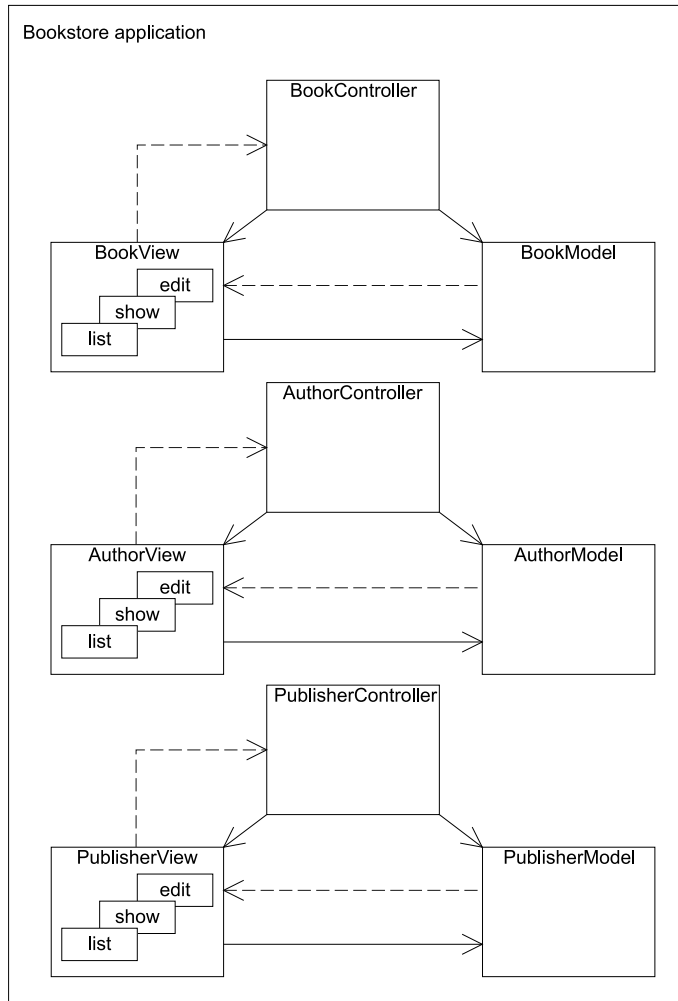 Bookstore application
BookController
BookView
edit
show
list
BookModel
AuthorController
AuthorView
edit
show
list
AuthorModel
PublisherController
PublisherView
edit
show
list
PublisherModel